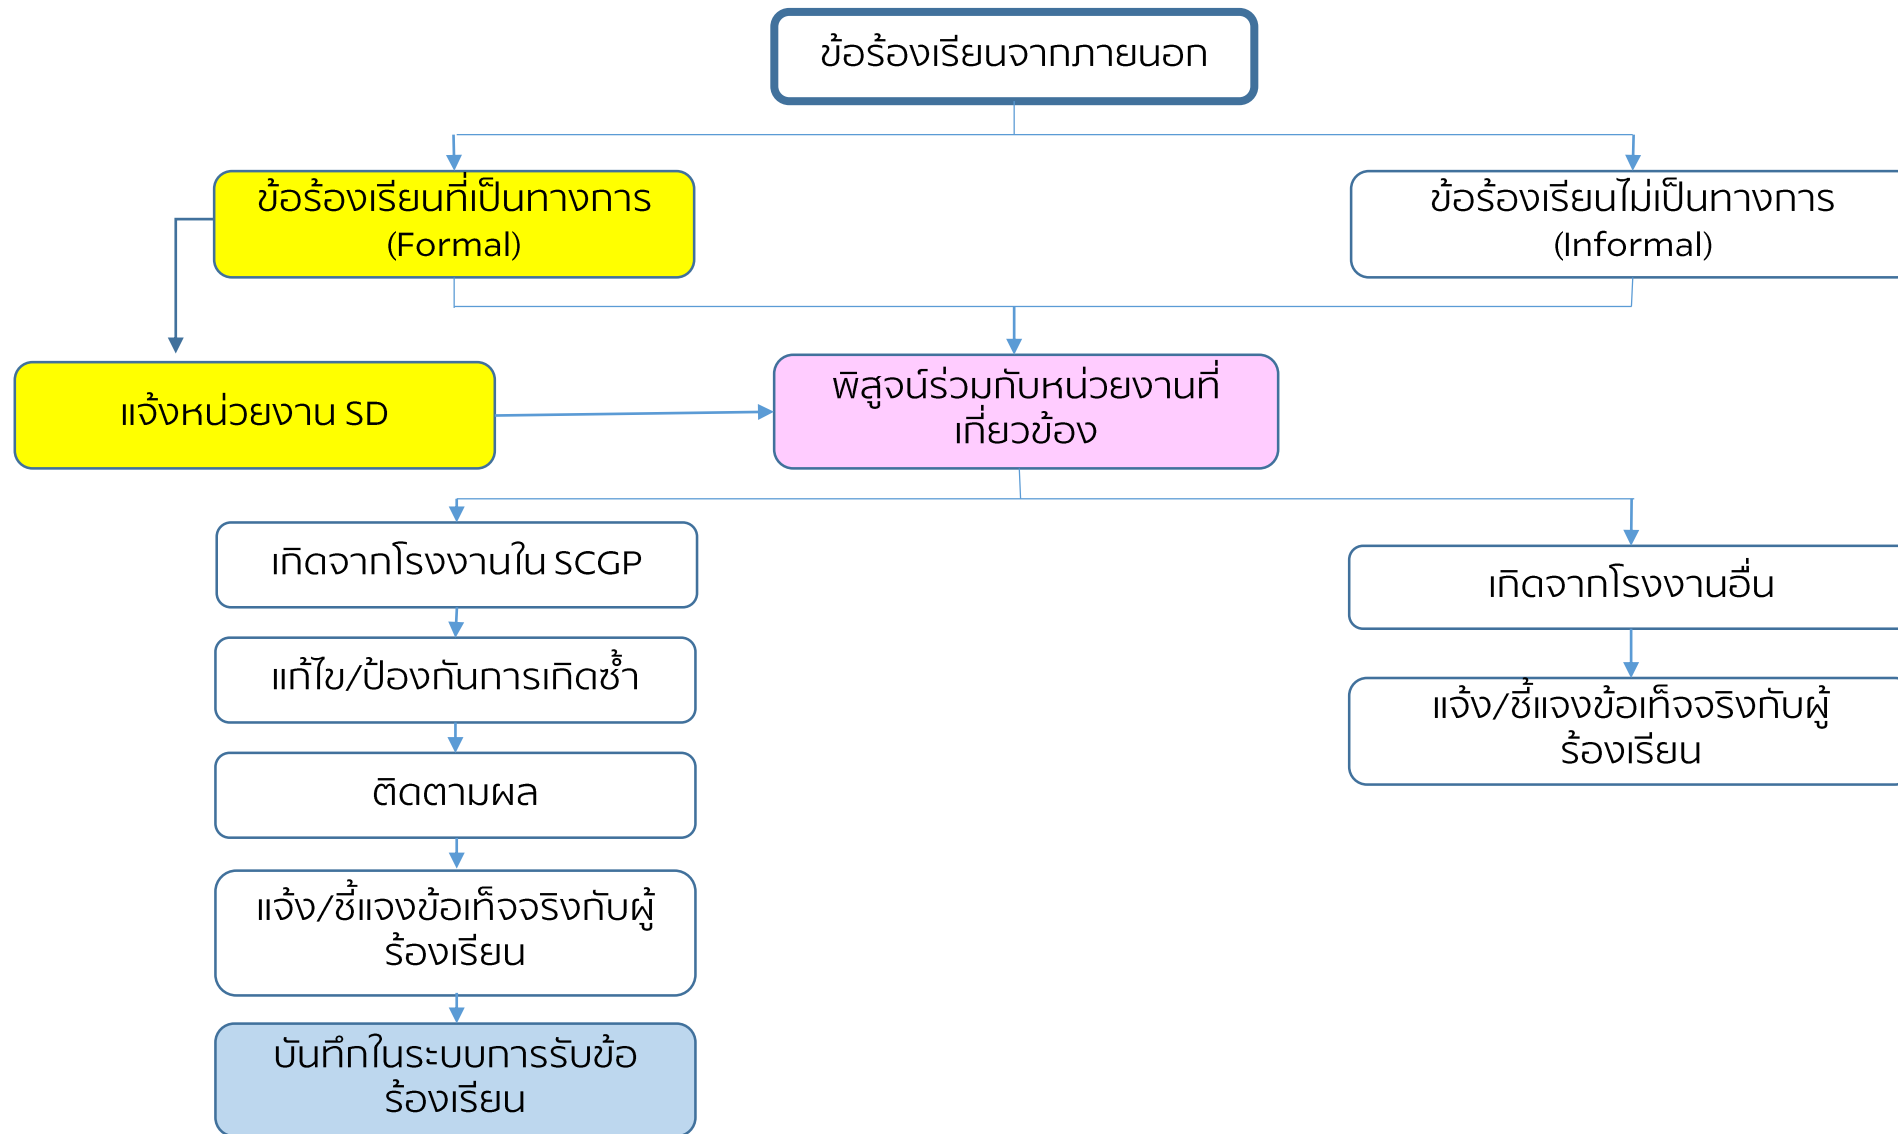 ข้อร้องเรียนจากภายนอก
ข้อร้องเรียนที่เป็นทางการ
(Formal)
ข้อร้องเรียนไม่เป็นทางการ
(Informal)
แจ้งหน่วยงาน SD
พิสูจน์ร่วมกับหน่วยงานที่
เกี่ยวข้อง
เกิดจากโรงงานใน SCGP
เกิดจากโรงงานอื่น
แก้ไข/ป้องกันการเกิดซ้ำ
แจ้ง/ชี้แจงข้อเท็จจริงกับผู้
ร้องเรียน
ติดตามผล
แจ้ง/ชี้แจงข้อเท็จจริงกับผู้
ร้องเรียน
บันทึกในระบบการรับข้อ
ร้องเรียน